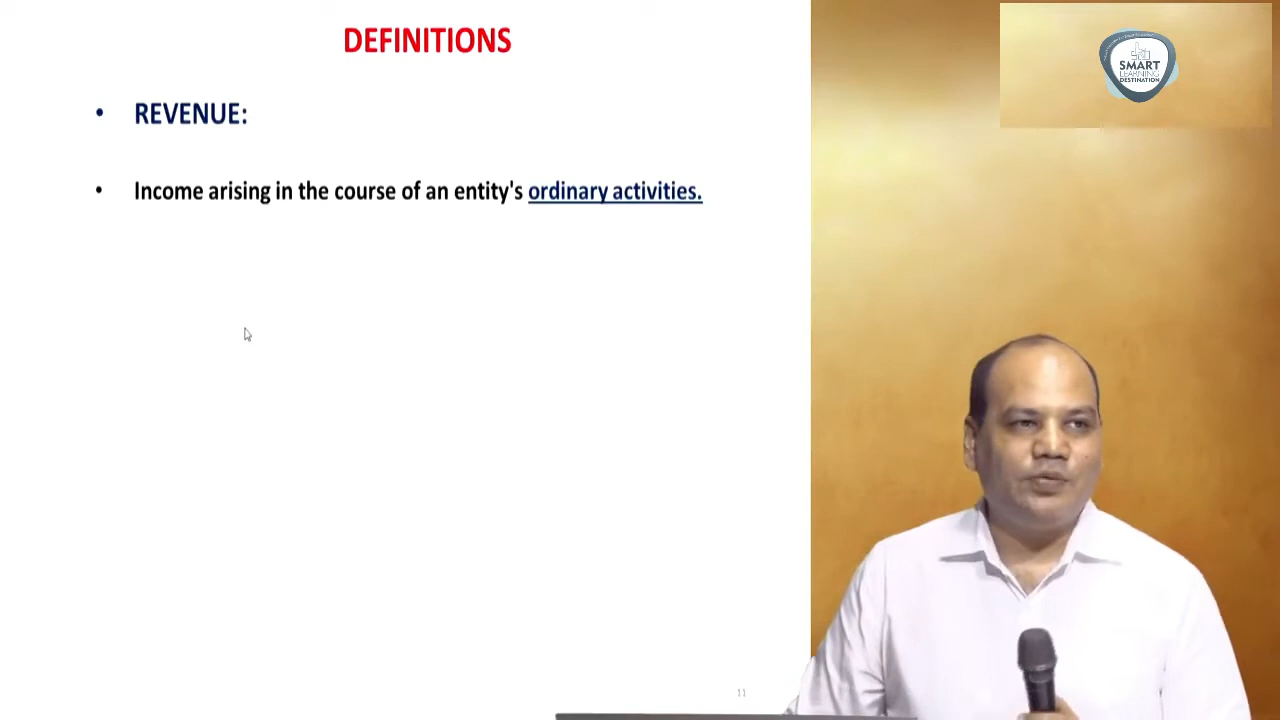 DEFINITIONS
• REVENUE:
• Income arising in the course of an entity's ordinary activities.
11
SMART
LEARNING
DESTINATION